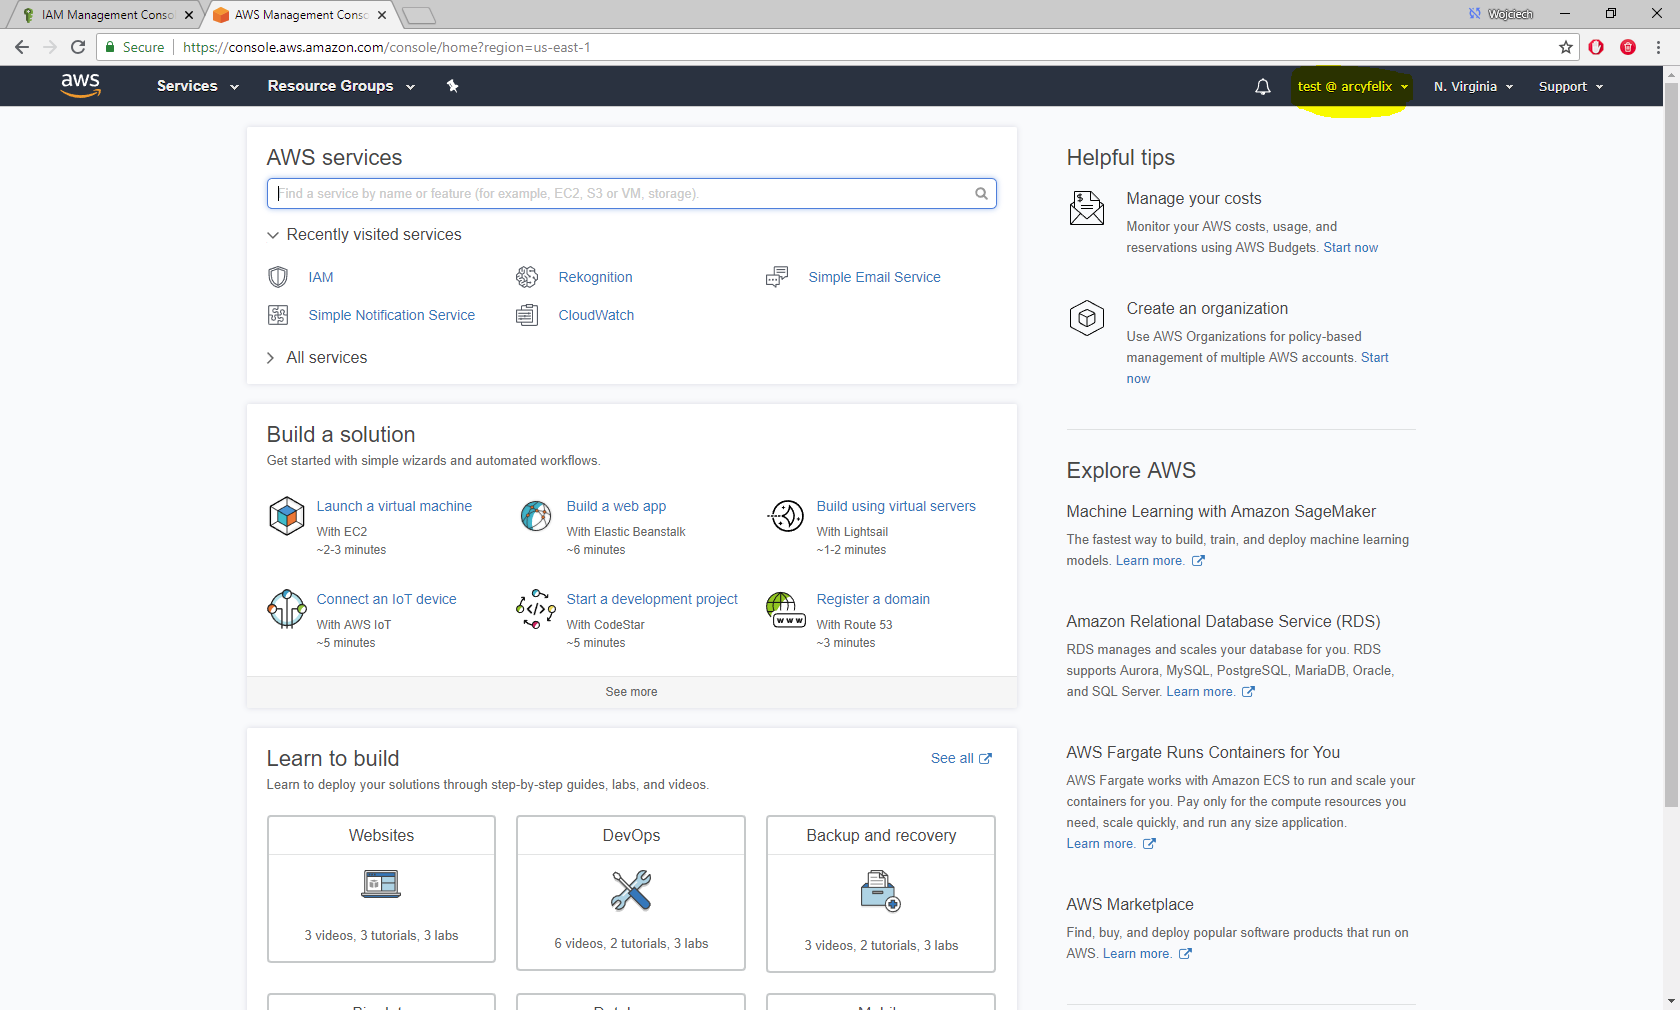 IAM Management Conso
AWS Management Conso
Wojciech
Secure
https://console.aws.amazon.com/console/home?region=us-east-1
aws
Services
Resource Groups
test @ arcyfelix
N. Virginia
Support
AWS services
Find a service by name or feature (for example, EC2, S3 or VM, storage).
Recently visited services
IAM
Rekognition
Simple Email Service
Simple Notification Service
CloudWatch
All services
Build a solution
Get started with simple wizards and automated workflows.
Launch a virtual machine
With EC2
~2-3 minutes
Build a web app
With Elastic Beanstalk
~6 minutes
Build using virtual servers
With Lightsail
~1-2 minutes
Connect an IoT device
With AWS IoT
~5 minutes
Start a development project
With CodeStar
~5 minutes
Register a domain
With Route 53
~3 minutes
www
See more
Learn to build
See all
Learn to deploy your solutions through step-by-step guides, labs, and videos.
Websites
3 videos, 3 tutorials, 3 labs
DevOps
6 videos, 2 tutorials, 3 labs
Backup and recovery
3 videos, 2 tutorials, 3 labs
Helpful tips
Manage your costs
Monitor your AWS costs, usage, and
reservations using AWS Budgets. Start now
Create an organization
Use AWS Organizations for policy-based
management of multiple AWS accounts. Start
now
Explore AWS
Machine Learning with Amazon SageMaker
The fastest way to build, train, and deploy machine learning
models. Learn more.
Amazon Relational Database Service (RDS)
RDS manages and scales your database for you. RDS
supports Aurora, MySQL, PostgreSQL, MariaDB, Oracle,
and SQL Server. Learn more.
AWS Fargate Runs Containers for You
AWS Fargate works with Amazon ECS to run and scale your
containers for you. Pay only for the compute resources you
need, scale quickly, and run any size application.
Learn more.
AWS Marketplace
Find, buy, and deploy popular software products that run on
AWS. Learn more.